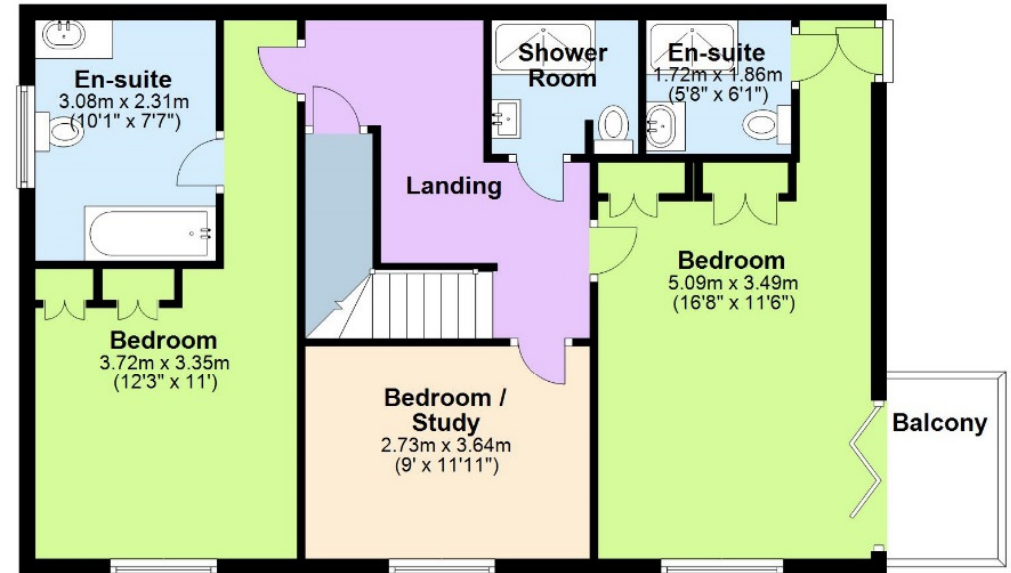 En-suite
3.08m x 2.31m
(10'1" x 7'7")
Shower
Room
En-suite
1.72m x 1.86m
(5'8" x 6'1")
Landing
Bedroom
5.09m x 3.49m
(16'8" x 11'6")
Bedroom
3.72m x 3.35m
(12'3" x 11')
Bedroom /
Study
2.73m x 3.64m
(9' x 11'11")
Balcony